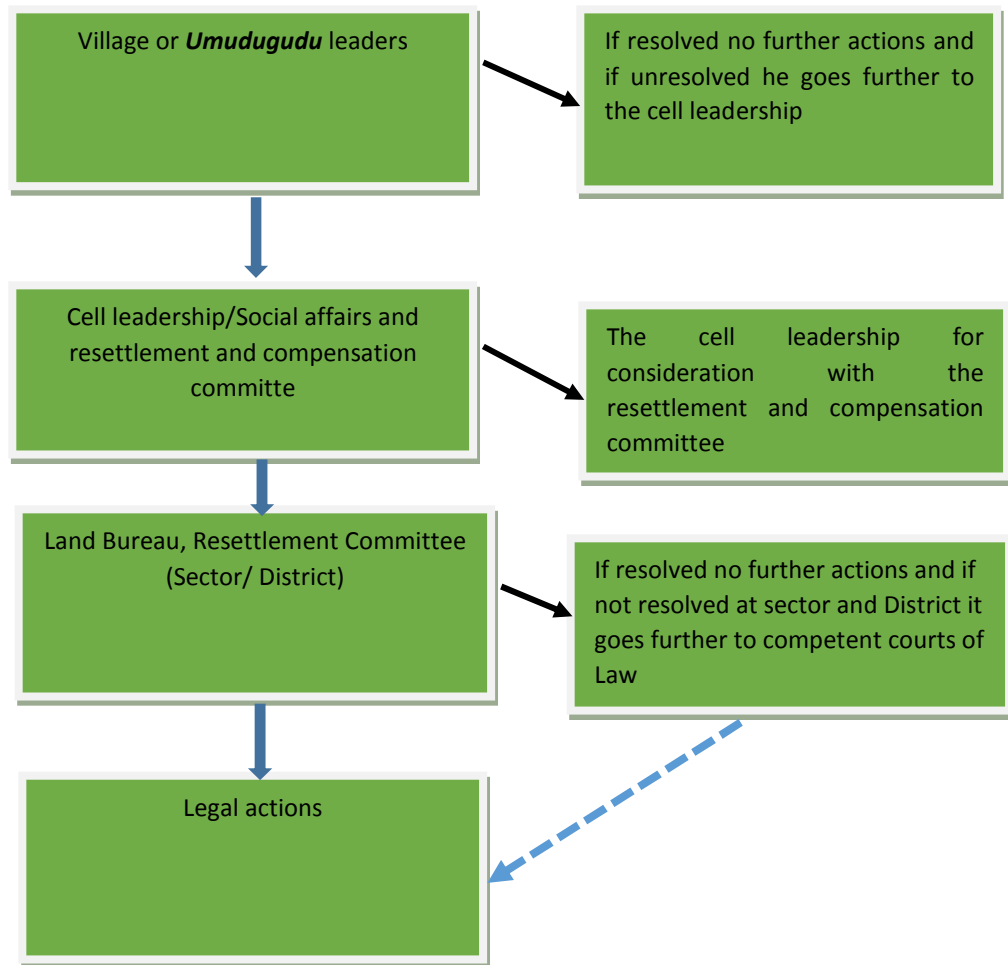 Village or Umudugudu leaders
If resolved no further actions and
if unresolved he goes further to
the cell leadership
Cell leadership/Social affairs and
resettlement and compensation
committe
The cell leadership for
consideration with the
resettlement and compensation
committee
Land Bureau, Resettlement Committee
(Sector/ District)
If resolved no further actions and if
not resolved at sector and District it
goes further to competent courts of
Law
Legal actions